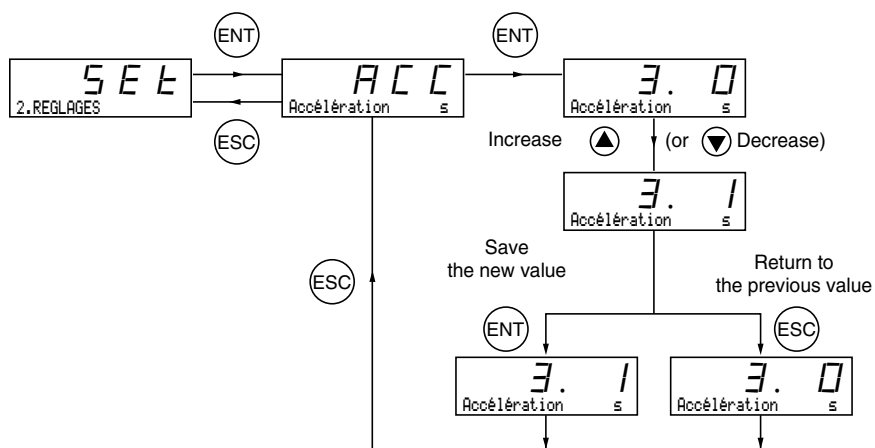 ENT
ENT
SEt
2.REGLAGES
ACC
Accélération s
3. 0
Accélération s
ESC
Increase (or Decrease)
3. 1
Accélération s
Save
the new value
Return to
the previous value
ESC
ENT
ESC
3. 1
Accélération s
3. 0
Accélération s